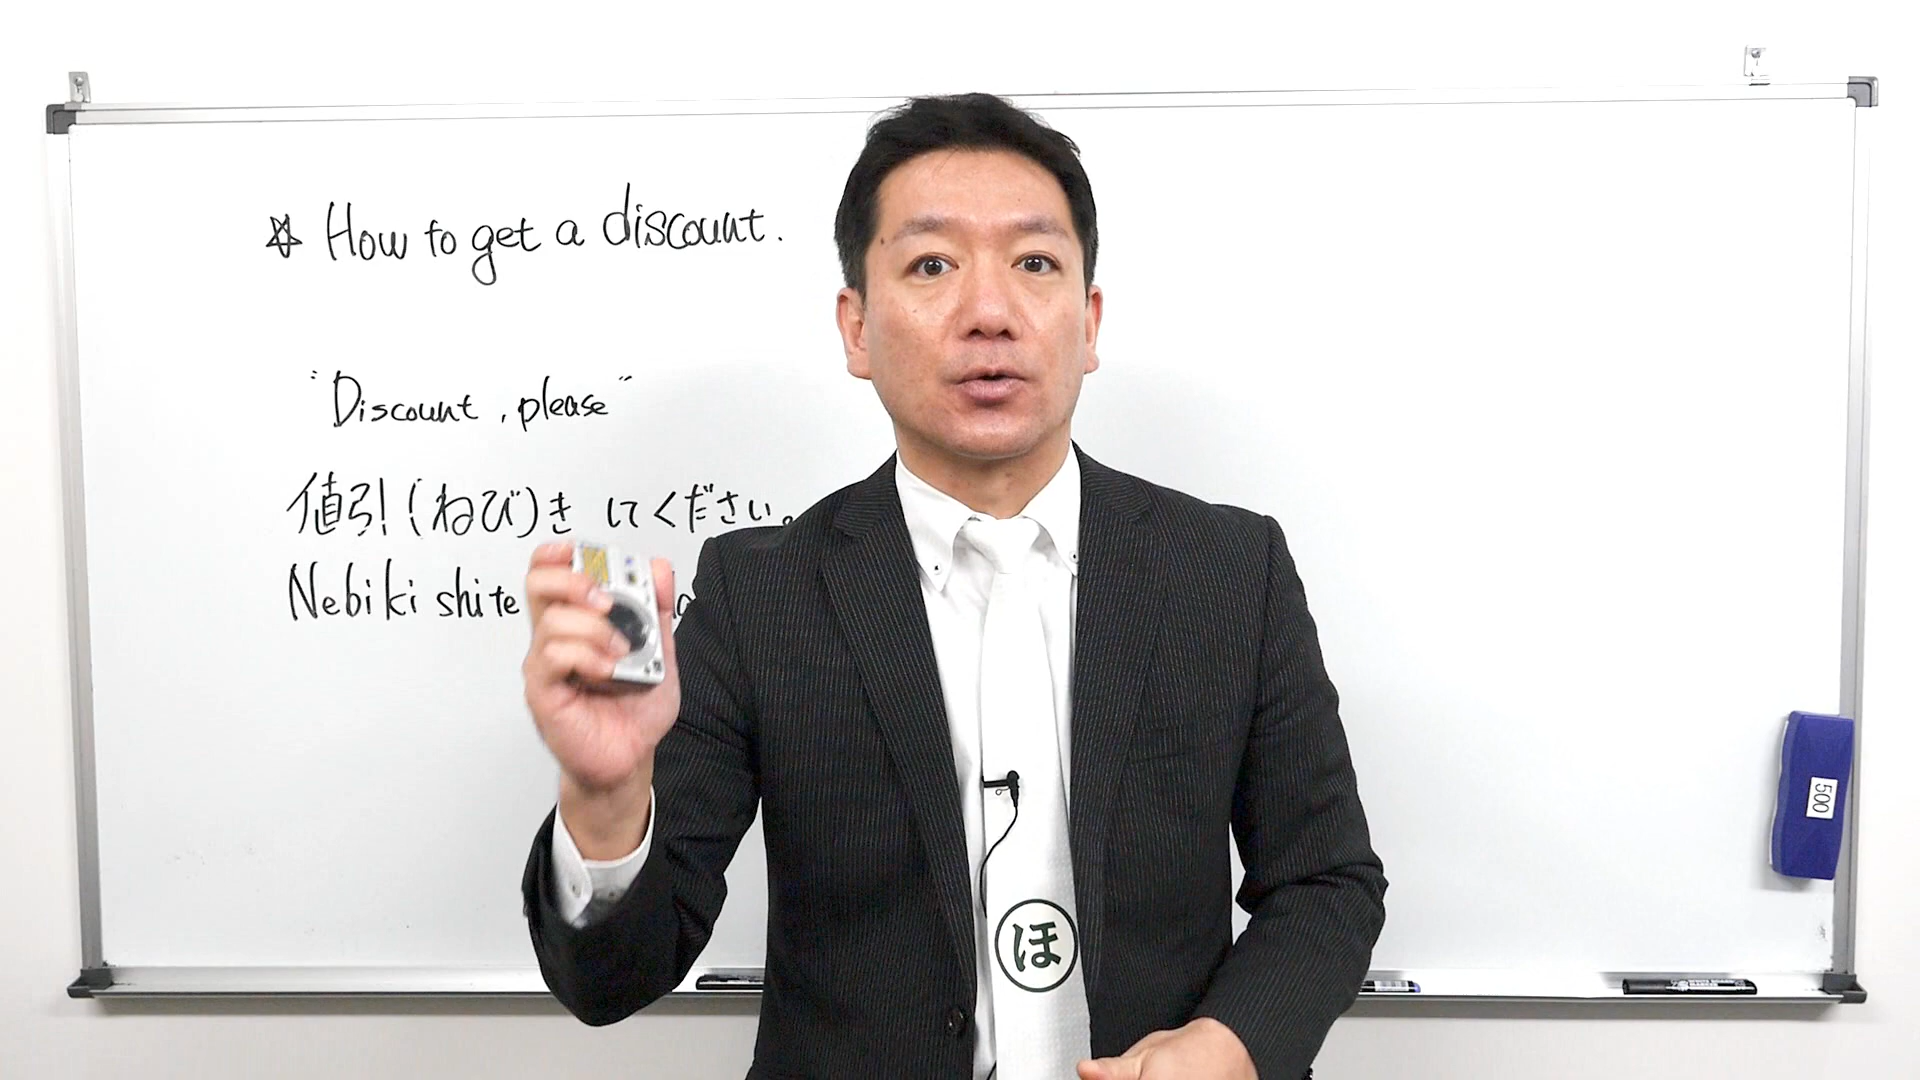 ☆ How to get a discount.
"Discount, please"
値引(ねび)き してください。
Nebiki shite
ほ
500